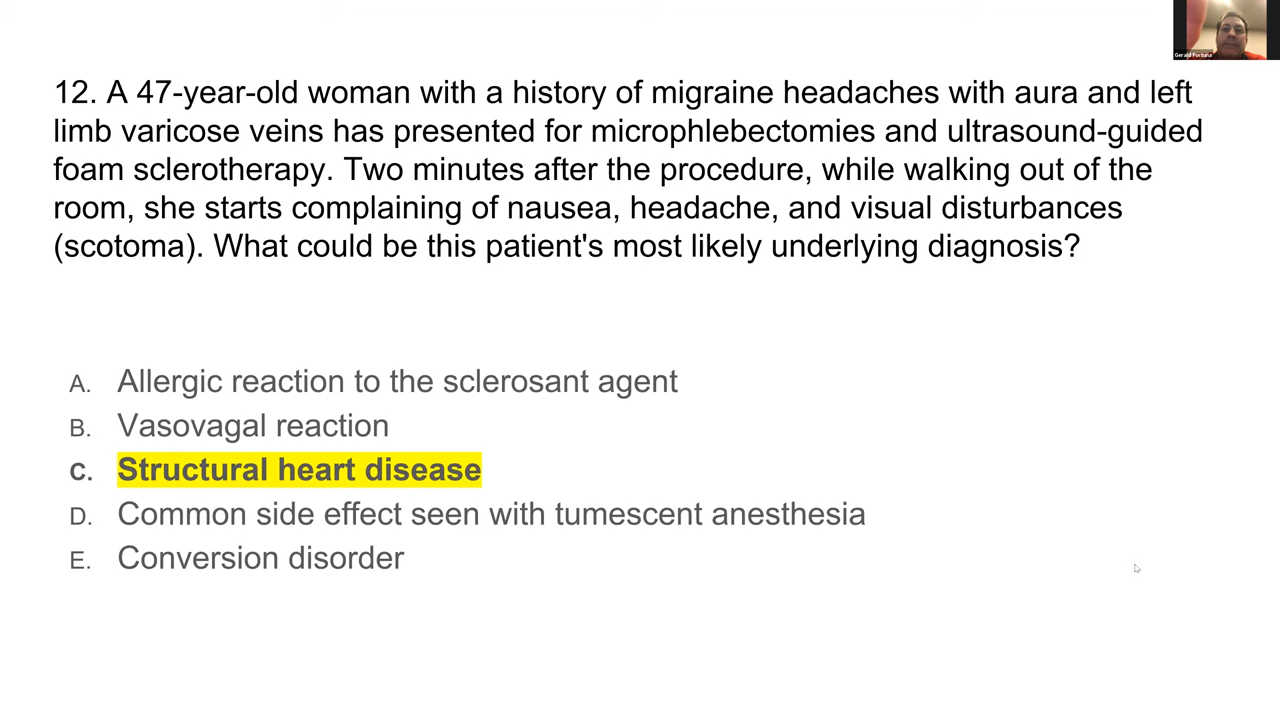 Gerald Fortuna
12. A 47-year-old woman with a history of migraine headaches with aura and left
limb varicose veins has presented for microphlebectomies and ultrasound-guided
foam sclerotherapy. Two minutes after the procedure, while walking out of the
room, she starts complaining of nausea, headache, and visual disturbances
(scotoma). What could be this patient's most likely underlying diagnosis?
A. Allergic reaction to the sclerosant agent
B. Vasovagal reaction
C. Structural heart disease
D. Common side effect seen with tumescent anesthesia
E. Conversion disorder